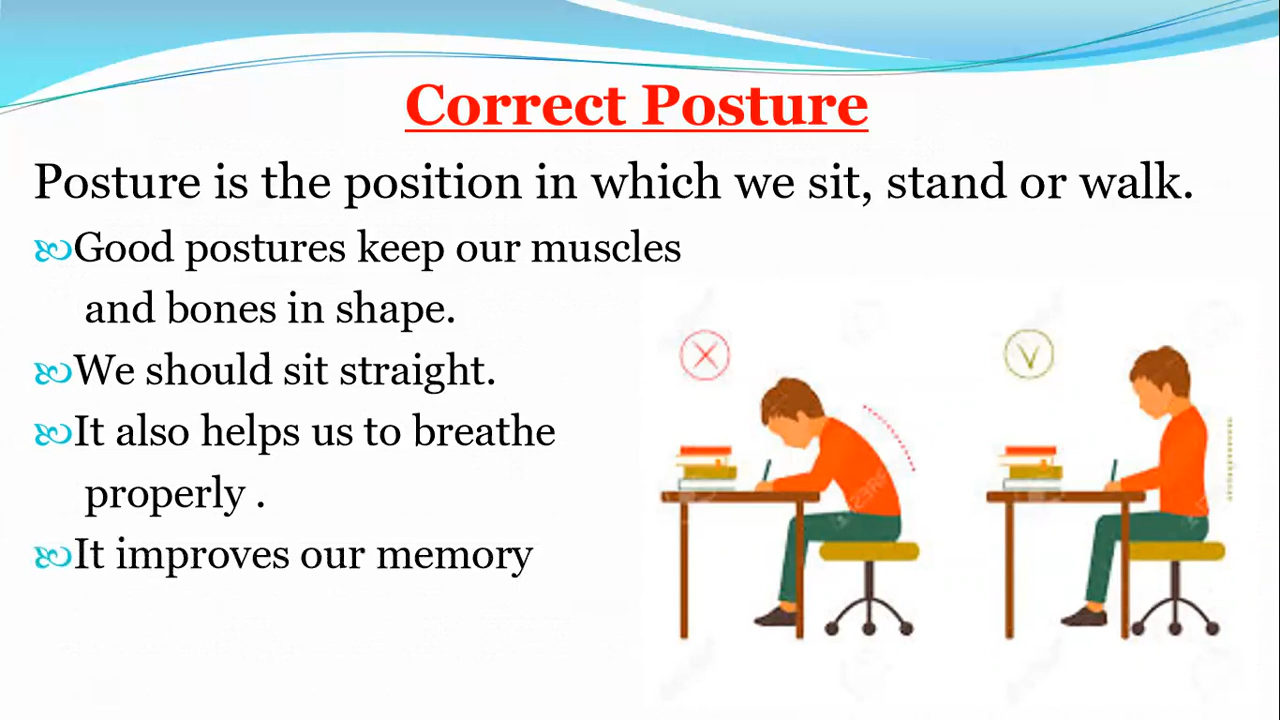 Correct Posture
Posture is the position in which we sit, stand or walk.
Good postures keep our muscles
and bones in shape.
We should sit straight.
It also helps us to breathe
properly .
It improves our memory